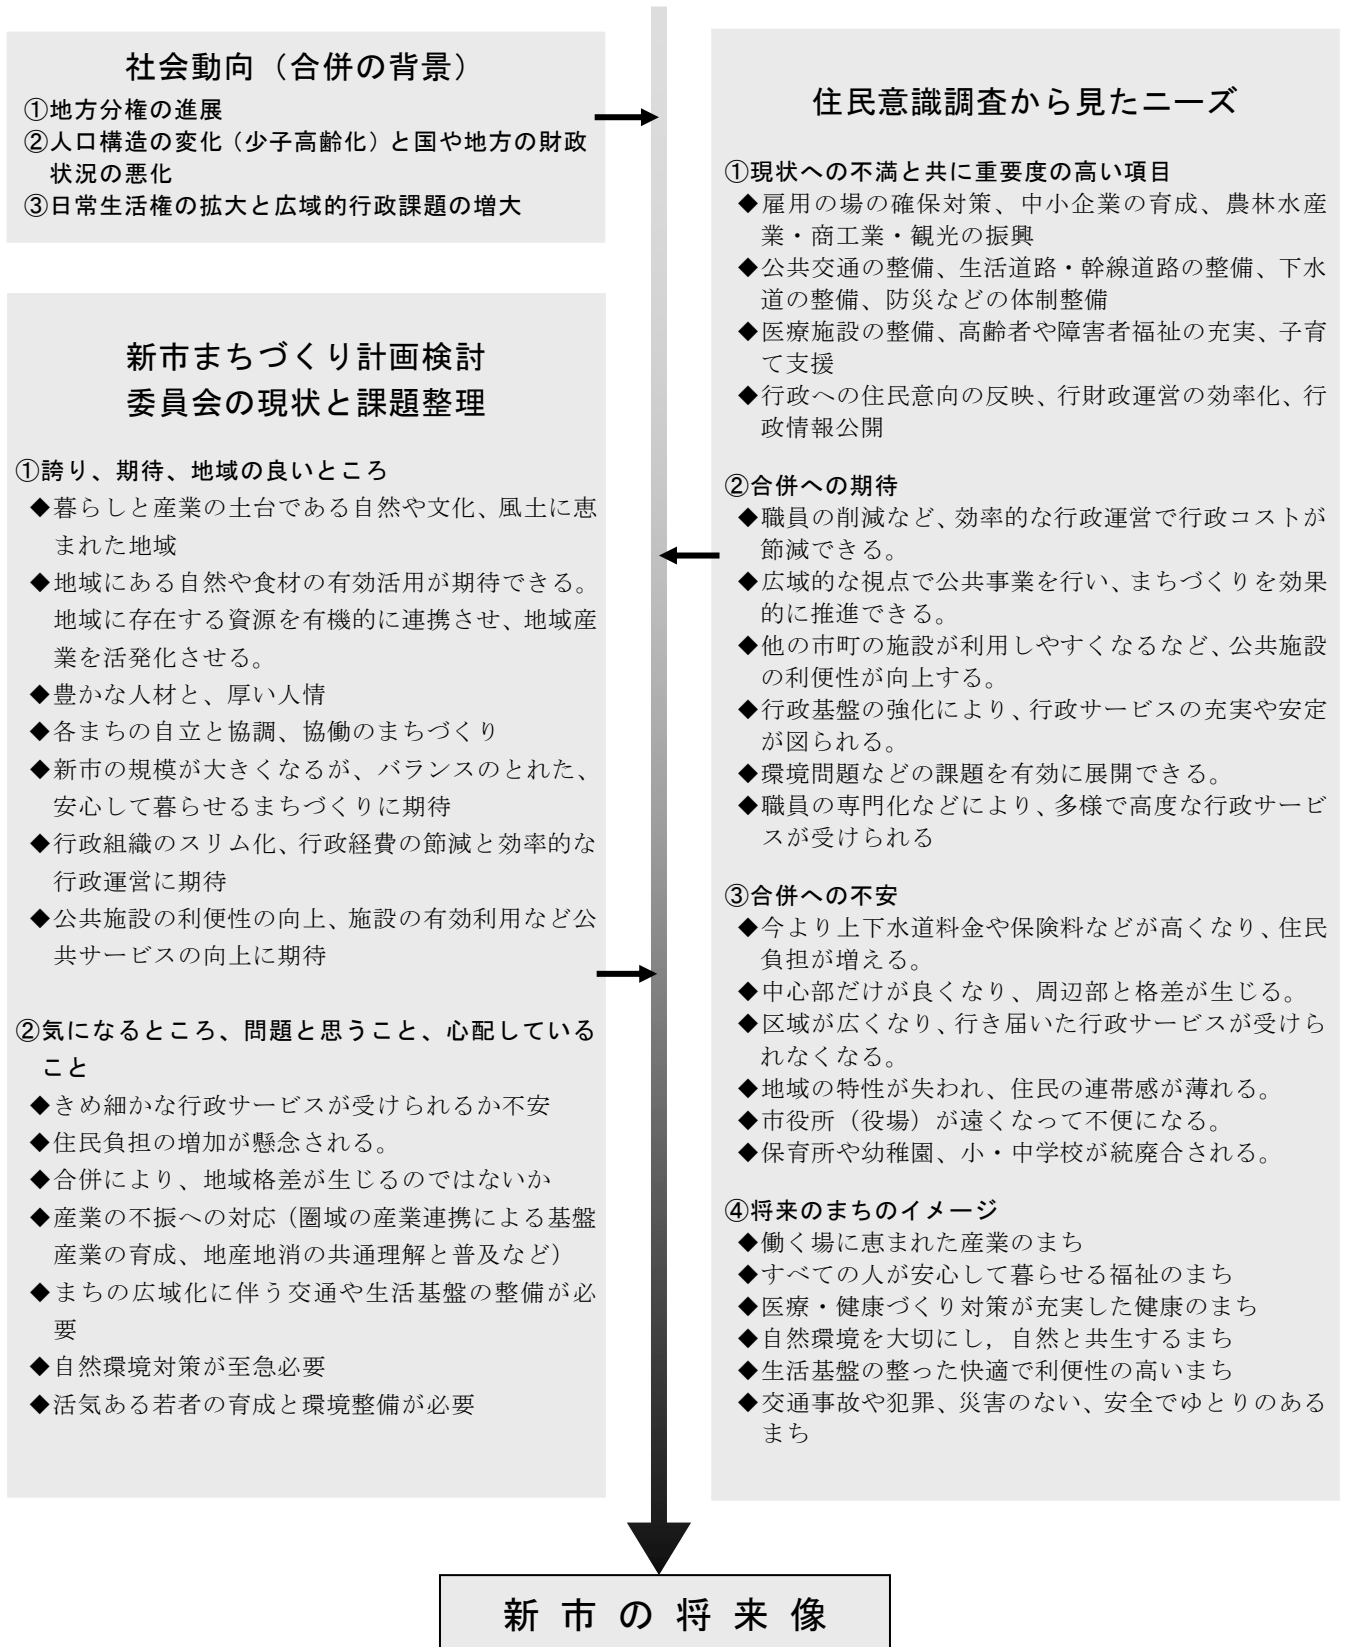 社会動向（合併の背景）
①地方分権の進展
②人口構造の変化（少子高齢化）と国や地方の財政
状況の悪化
③日常生活権の拡大と広域的行政課題の増大
新市まちづくり計画検討
委員会の現状と課題整理
①誇り、期待、地域の良いところ
◆暮らしと産業の土台である自然や文化、風土に恵
まれた地域
◆地域にある自然や食材の有効活用が期待できる。
地域に存在する資源を有機的に連携させ、地域産
業を活発化させる。
◆豊かな人材と、厚い人情
◆各まちの自立と協調、協働のまちづくり
◆新市の規模が大きくなるが、バランスのとれた、
安心して暮らせるまちづくりに期待
◆行政組織のスリム化、行政経費の節減と効率的な
行政運営に期待
◆公共施設の利便性の向上、施設の有効利用など公
共サービスの向上に期待
②気になるところ、問題と思うこと、心配している
こと
◆きめ細かな行政サービスが受けられるか不安
◆住民負担の増加が懸念される。
◆合併により、地域格差が生じるのではないか
◆産業の不振への対応（圏域の産業連携による基盤
産業の育成、地産地消の共通理解と普及など）
◆まちの広域化に伴う交通や生活基盤の整備が必
要
◆自然環境対策が至急必要
◆活気ある若者の育成と環境整備が必要
住民意識調査から見たニーズ
①現状への不満と共に重要度の高い項目
◆雇用の場の確保対策、中小企業の育成、農林水産
業・商工業・観光の振興
◆公共交通の整備、生活道路・幹線道路の整備、下水
道の整備、防災などの体制整備
◆医療施設の整備、高齢者や障害者福祉の充実、子育
て支援
◆行政への住民意向の反映、行財政運営の効率化、行
政情報公開
②合併への期待
◆職員の削減など、効率的な行政運営で行政コストが
節減できる。
◆広域的な視点で公共事業を行い、まちづくりを効果
的に推進できる。
◆他の市町の施設が利用しやすくなるなど、公共施設
の利便性が向上する。
◆行政基盤の強化により、行政サービスの充実や安定
が図られる。
◆環境問題などの課題を有効に展開できる。
◆職員の専門化などにより、多様で高度な行政サービ
スが受けられる
③合併への不安
◆今より上下水道料金や保険料などが高くなり、住民
負担が増える。
◆中心部だけが良くなり、周辺部と格差が生じる。
◆区域が広くなり、行き届いた行政サービスが受けら
れなくなる。
◆地域の特性が失われ、住民の連帯感が薄れる。
◆市役所（役場）が遠くなって不便になる。
◆保育所や幼稚園、小・中学校が統廃合される。
④将来のまちのイメージ
◆働く場に恵まれた産業のまち
◆すべての人が安心して暮らせる福祉のまち
◆医療・健康づくり対策が充実した健康のまち
◆自然環境を大切にし，自然と共生するまち
◆生活基盤の整った快適で利便性の高いまち
◆交通事故や犯罪、災害のない、安全でゆとりのある
まち
新市の将来像